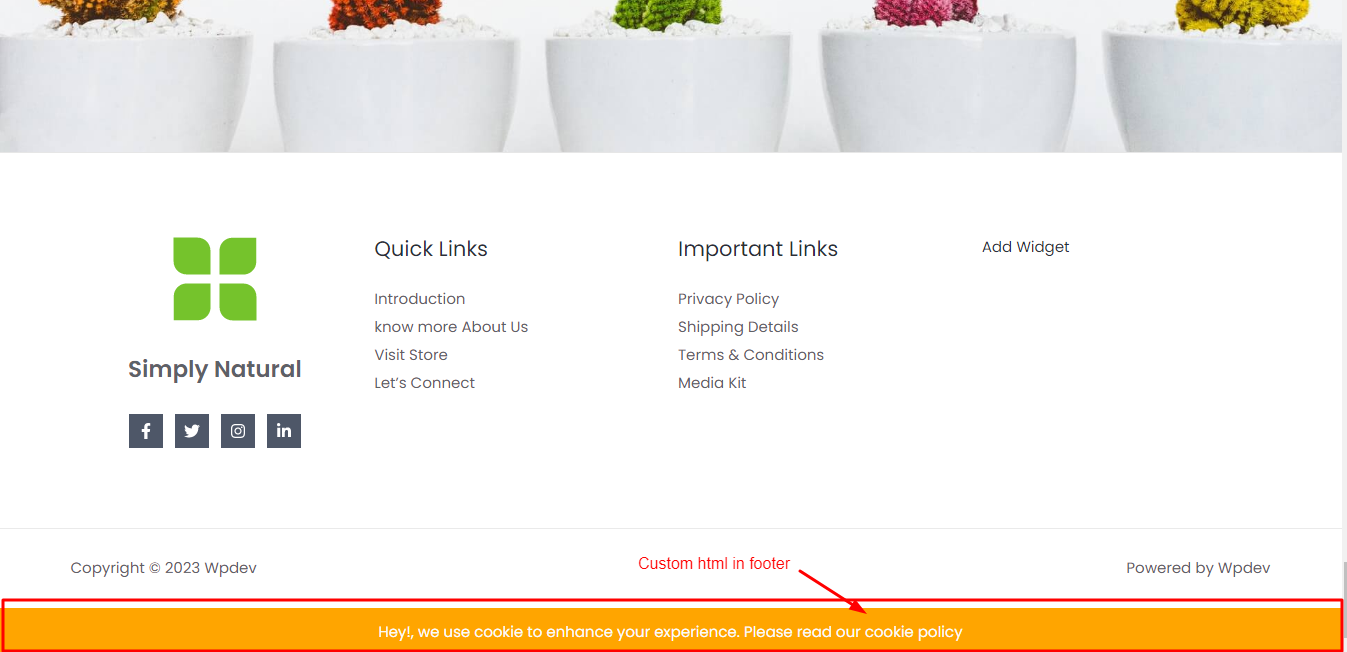 Quick Links
Important Links
Add Widget
Introduction
Privacy Policy
know more About Us
Shipping Details
Visit Store
Terms & Conditions
Let’s Connect
Media Kit
Simply Natural
Copyright © 2023 Wpdev
Custom html in footer
Powered by Wpdev
Hey!, we use cookie to enhance your experience. Please read our cookie policy